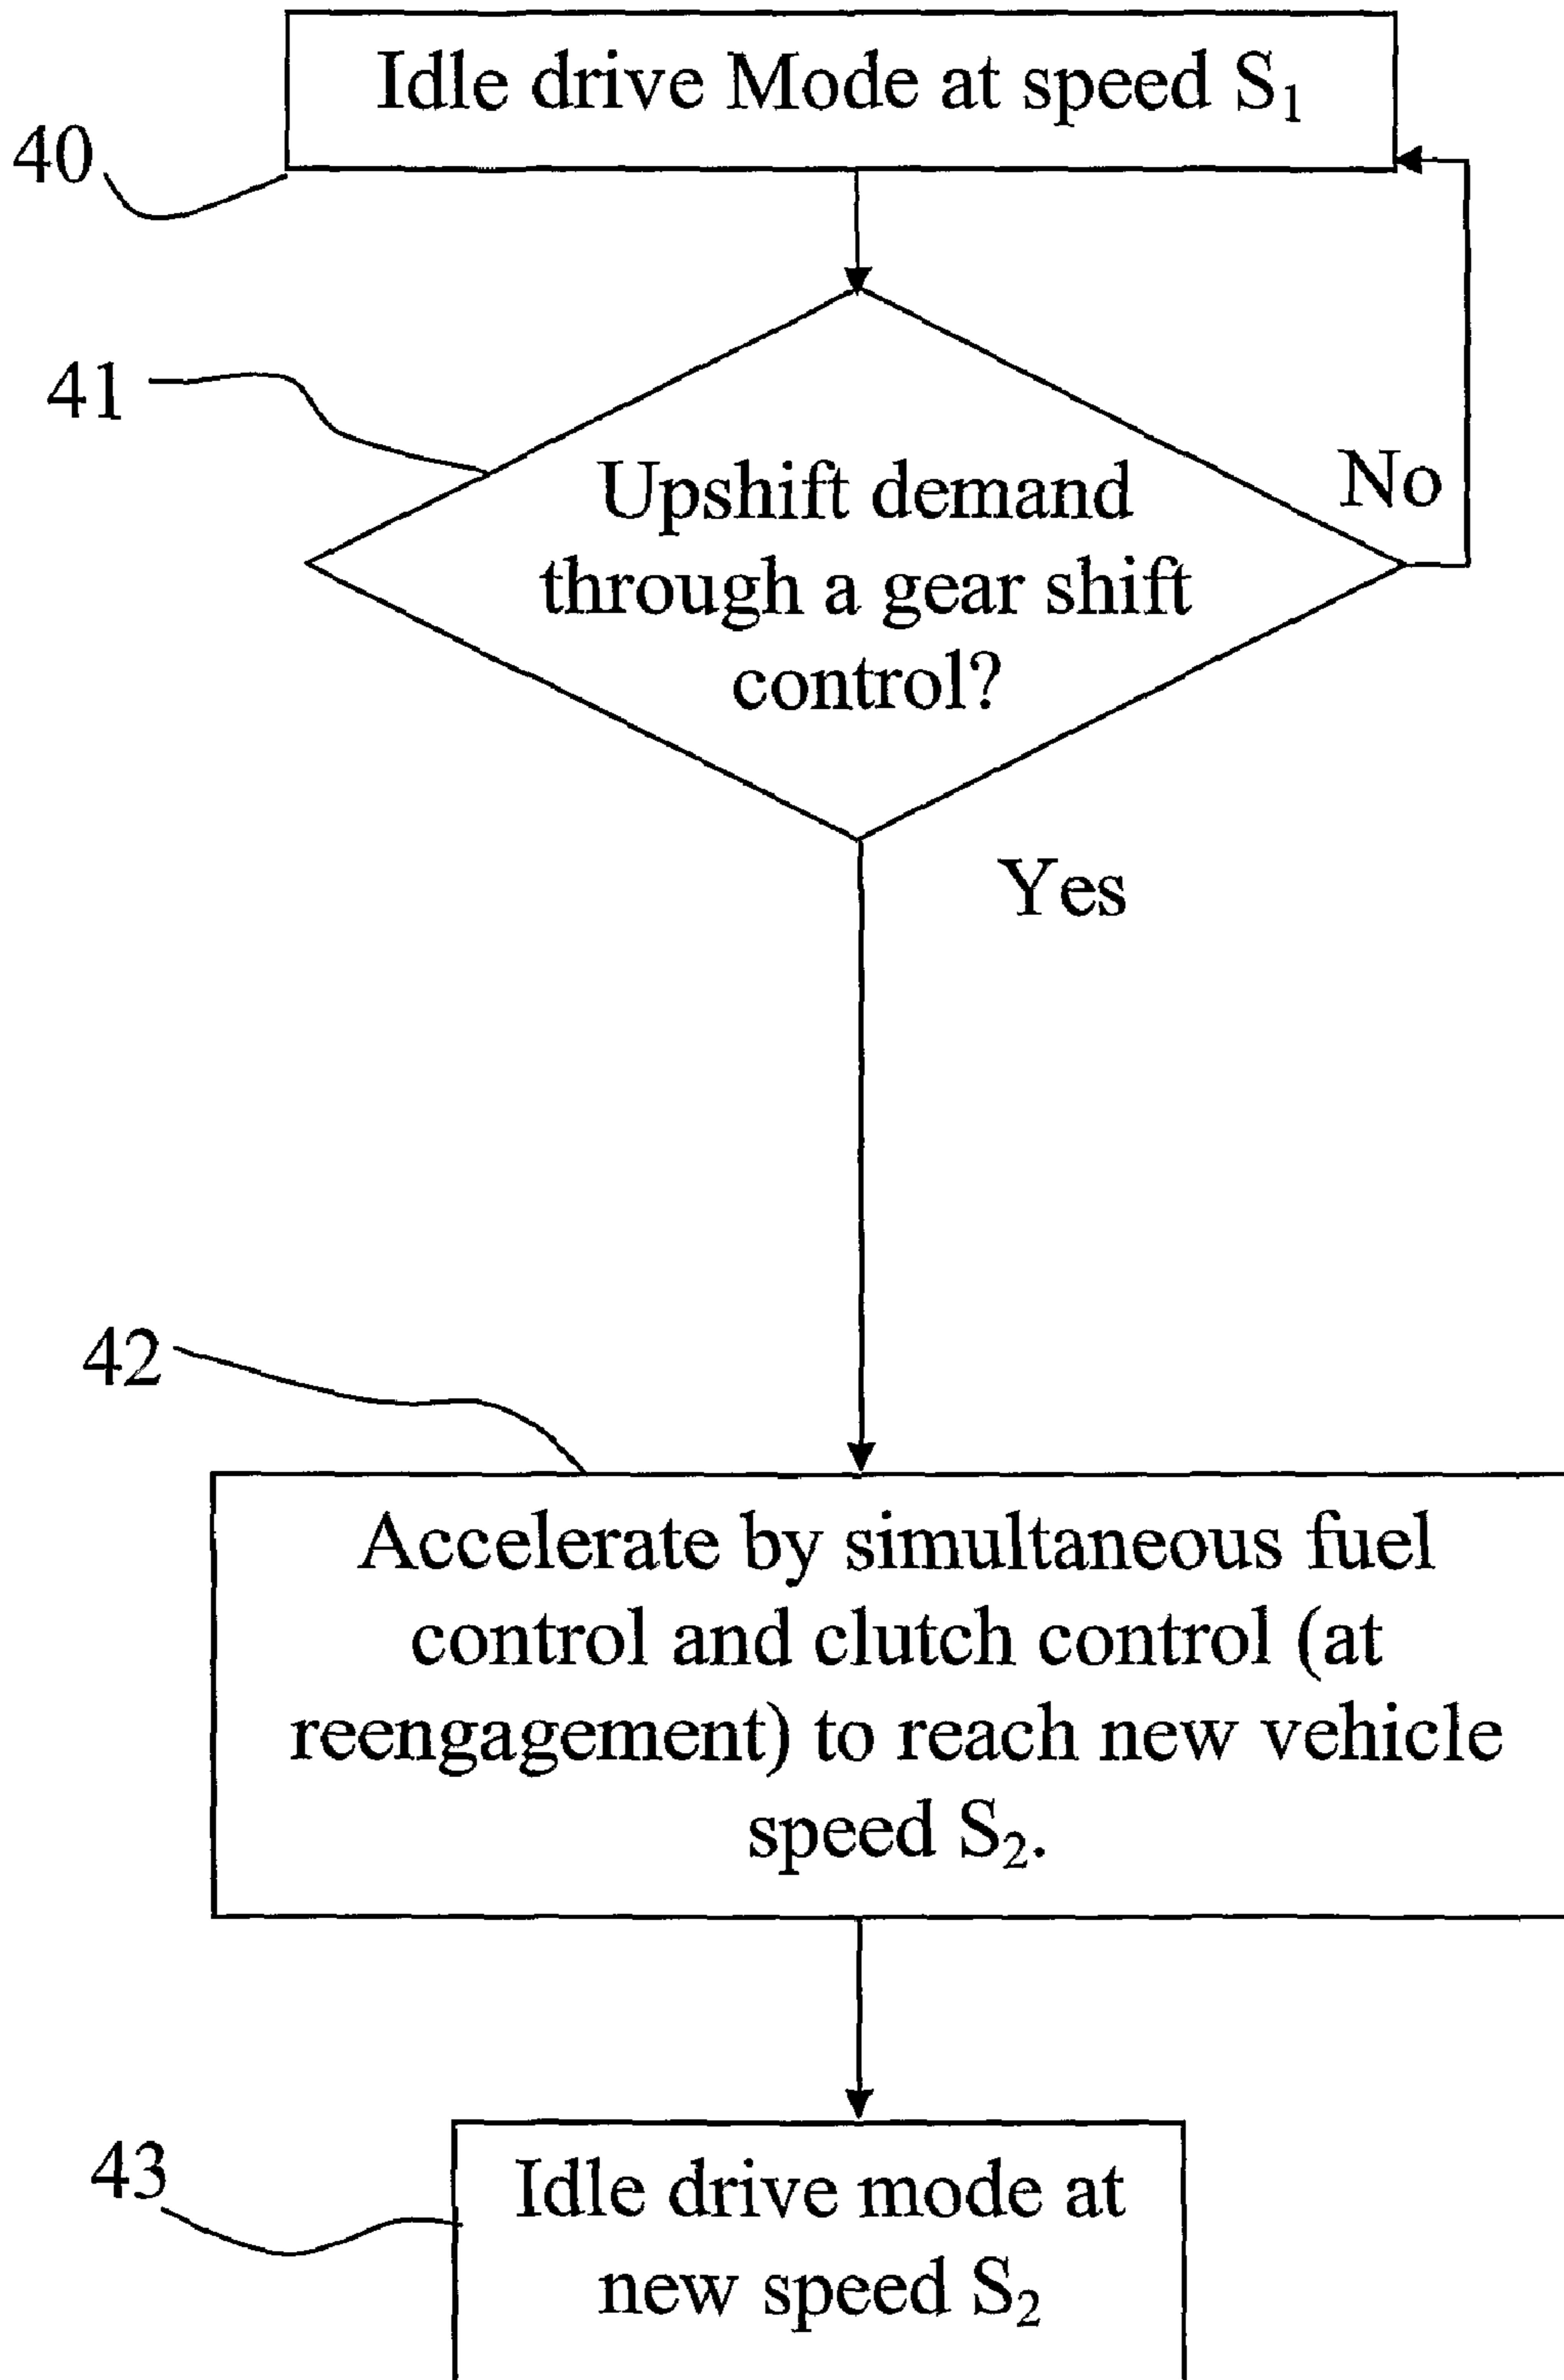 Idle drive Mode at speed S₁
40
41
Upshift demand
through a gear shift
control?
No
Yes
42
Accelerate by simultaneous fuel
control and clutch control (at
reengagement) to reach new vehicle
speed S₂.
43
Idle drive mode at
new speed S₂